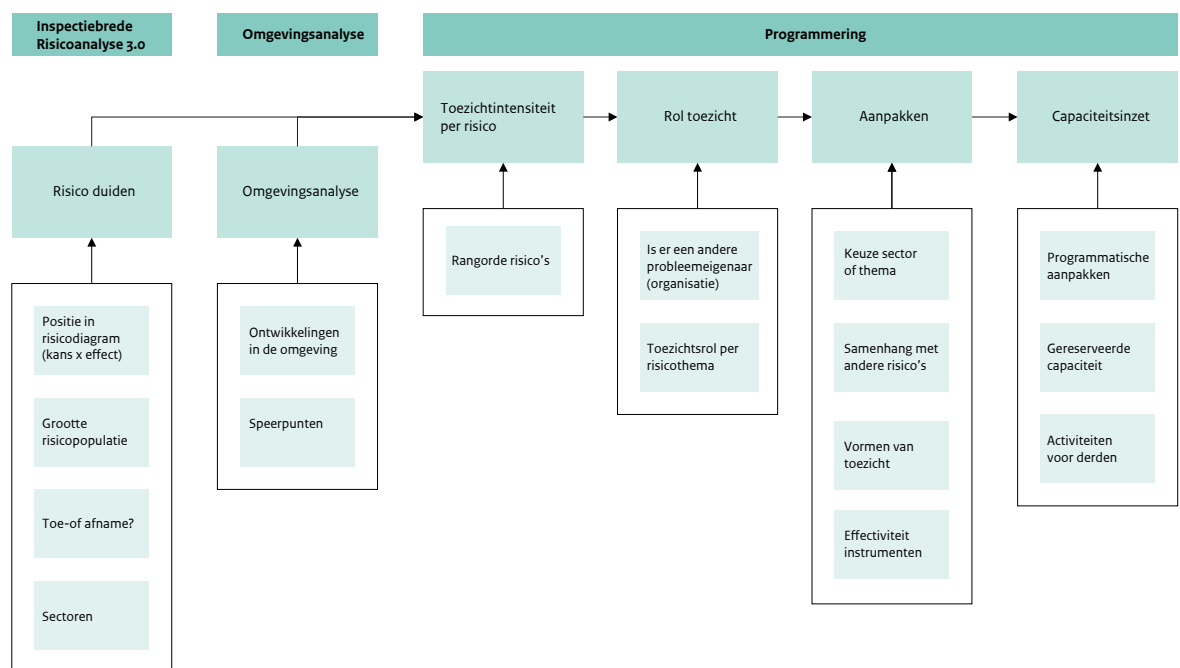 Inspectiebrede
Risicoanalyse 3.0
Omgevingsanalyse
Programmering
Toezichtintensiteit
per risico
Rol toezicht
Aanpakken
Capaciteitsinzet
Risico duiden
Omgevingsanalyse
Positie in
risicodiagram
(kans x effect)
Grootte
risicopopulatie
Toe-of afname?
Sectoren
Ontwikkelingen
in de omgeving
Speerpunten
Rangorde risico's
Is er een andere
probleemeigenaar
(organisatie)
Toezichtsrol per
risicothema
Keuze sector
of thema
Samenhang met
andere risico's
Vormen van
toezicht
Effectiviteit
instrumenten
Programmatische
aanpakken
Gereserveerde
capaciteit
Activiteiten
voor derden